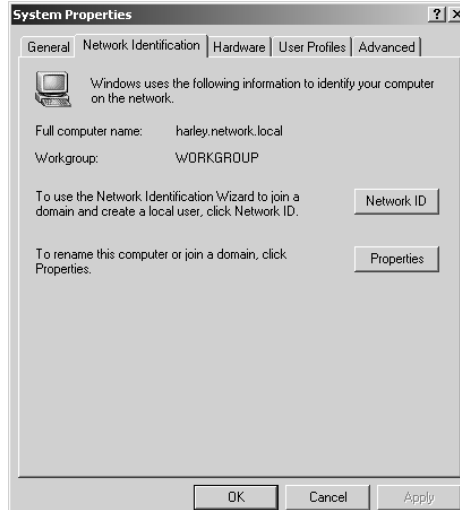 System Properties
General Network Identification Hardware User Profiles Advanced
Windows uses the following information to identify your computer
on the network.
Full computer name: harley.network.local
Workgroup: WORKGROUP
To use the Network Identification Wizard to join a
domain and create a local user, click Network ID.
Network ID
To rename this computer or join a domain, click
Properties.
Properties
OK Cancel Apply